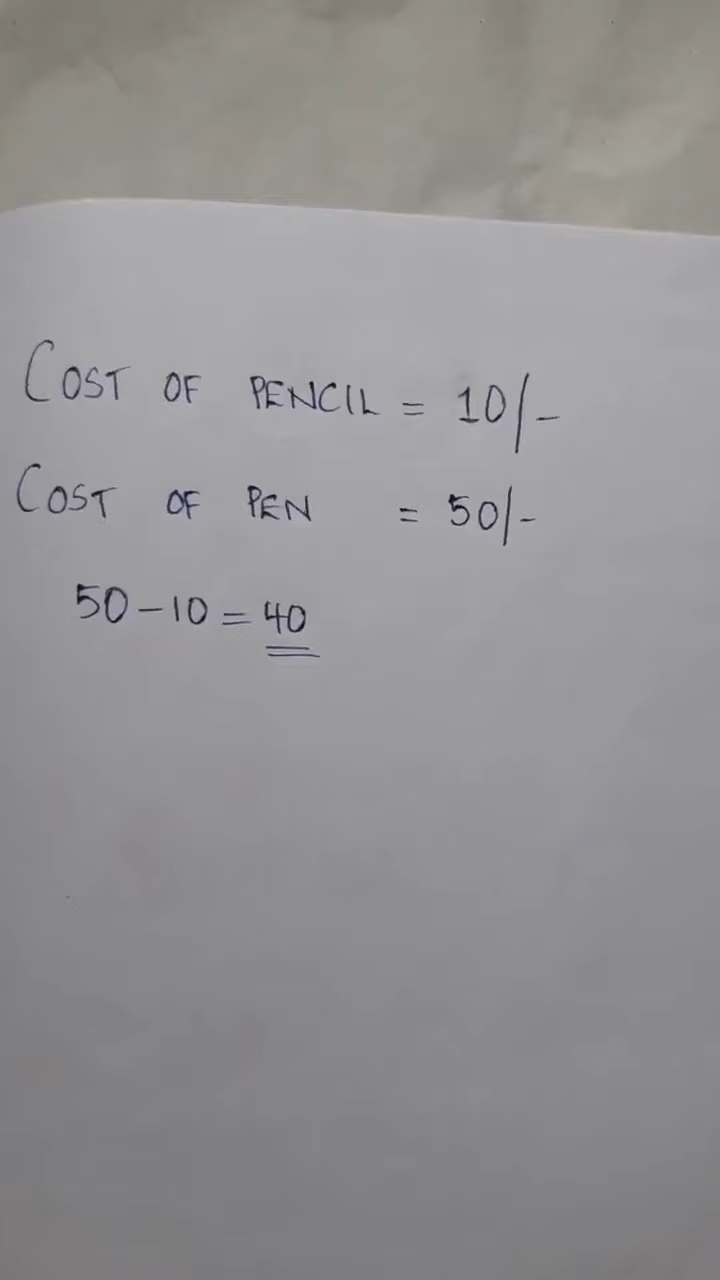 COST OF PENCIL = 10/-
COST OF PEN = 50/-
50-10=40